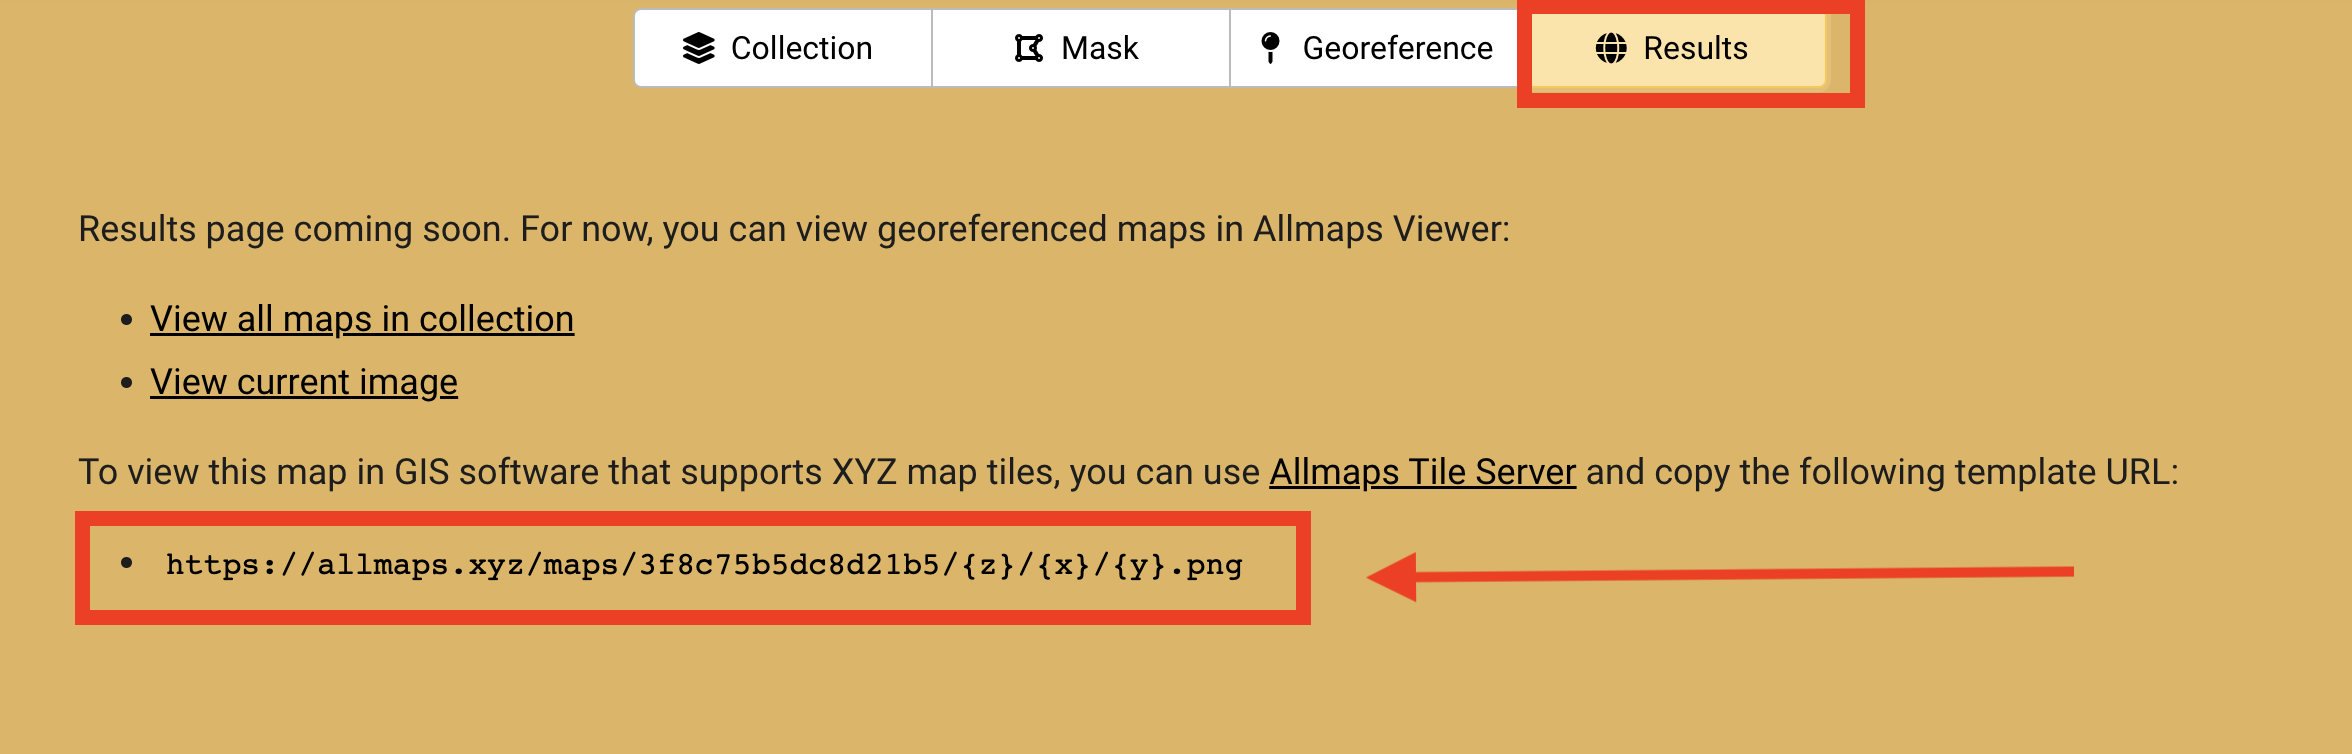 Collection Mask Georeference Results
Results page coming soon. For now, you can view georeferenced maps in Allmaps Viewer:
• View all maps in collection
• View current image
To view this map in GIS software that supports XYZ map tiles, you can use Allmaps Tile Server and copy the following template URL:
• https://allmaps.xyz/maps/3f8c75b5dc8d21b5/{z}/{x}/{y}.png